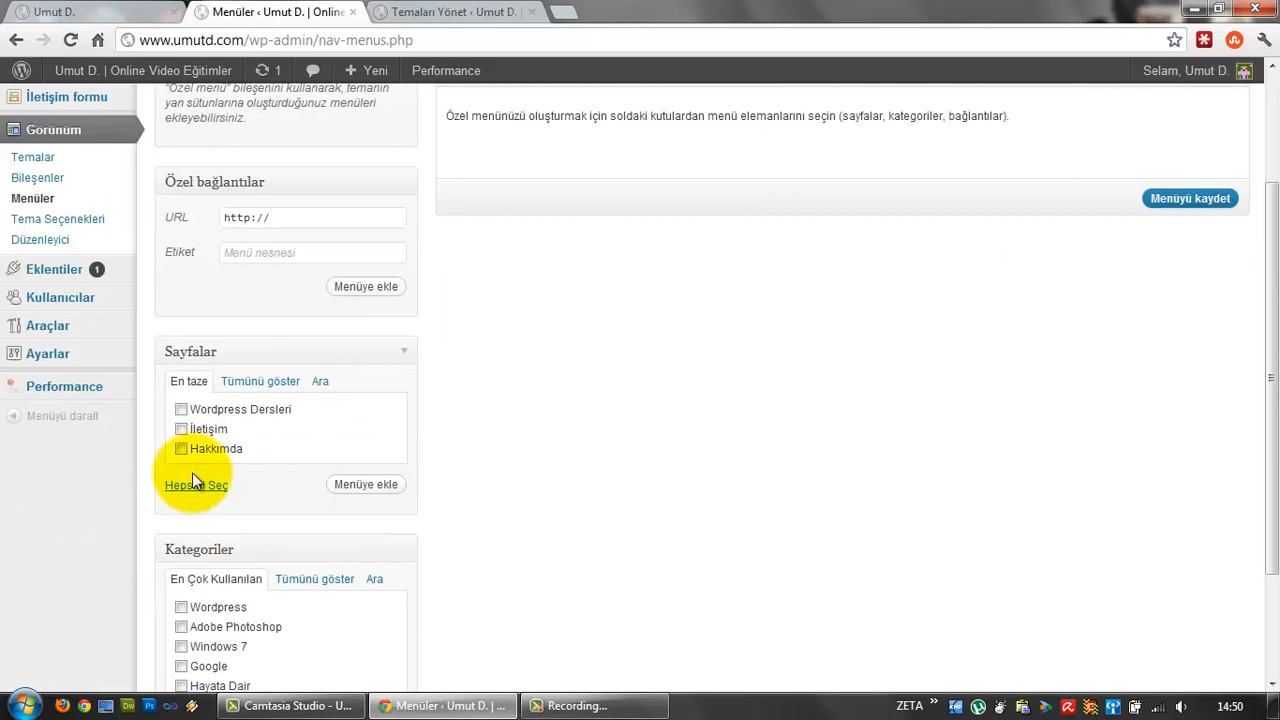 Umut D.
Menüler ‹ Umut D. | Online
Temaları Yönet ‹ Umut D. |
www.umutd.com/wp-admin/nav-menus.php
Umut D. | Online Video Eğitimler
1
Yeni
Performance
Selam, Umut D.
İletişim formu
Görünüm
Temalar
Bileşenler
Menüler
Tema Seçenekleri
Düzenleyici
Eklentiler 1
Kullanıcılar
Araçlar
Ayarlar
Performance
Menüyü daralt
"Özel menü" bileşenini kullanarak, temanın
yan sütunlarına oluşturduğunuz menüleri
ekleyebilirsiniz.
Özel bağlantılar
URL http://
Etiket Menü nesnesi
Menüye ekle
Sayfalar
En taze Tümünü göster Ara
Wordpress Dersleri
İletişim
Hakkımda
Seç
Menüye ekle
Kategoriler
En Çok Kullanılan Tümünü göster Ara
Wordpress
Adobe Photoshop
Windows 7
Google
Hayata Dair
Özel menünüzü oluşturmak için soldaki kutulardan menü elemanlarını seçin (sayfalar, kategoriler, bağlantılar).
Menüyü kaydet
Camtasia Studio - U...
Menüler ‹ Umut D. | ...
Recording...
ZETA
14:50